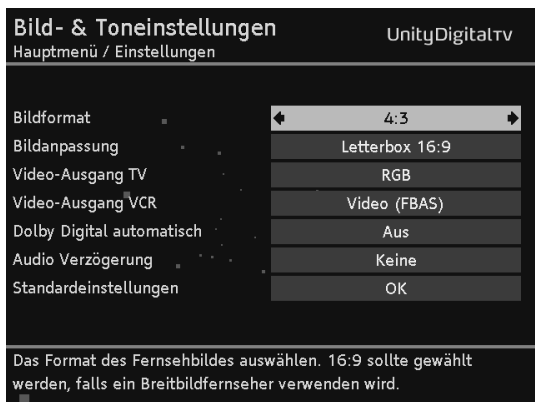 Bild- & Toneinstellungen
UnityDigitalTV
Hauptmenü / Einstellungen
Bildformat 4:3
Bildanpassung Letterbox 16:9
Video-Ausgang TV RGB
Video-Ausgang VCR Video (FBAS)
Dolby Digital automatisch Aus
Audio Verzögerung Keine
Standardeinstellungen OK
Das Format des Fernsehbildes auswählen. 16:9 sollte gewählt
werden, falls ein Breitbildfernseher verwenden wird.